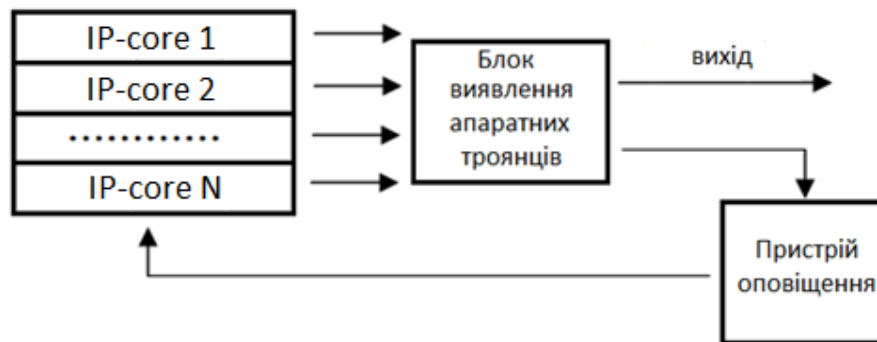 IP-core 1
IP-core 2
............
IP-core N
Блок
виявлення
апаратних
троянців
вихід
Пристрій
оповіщення